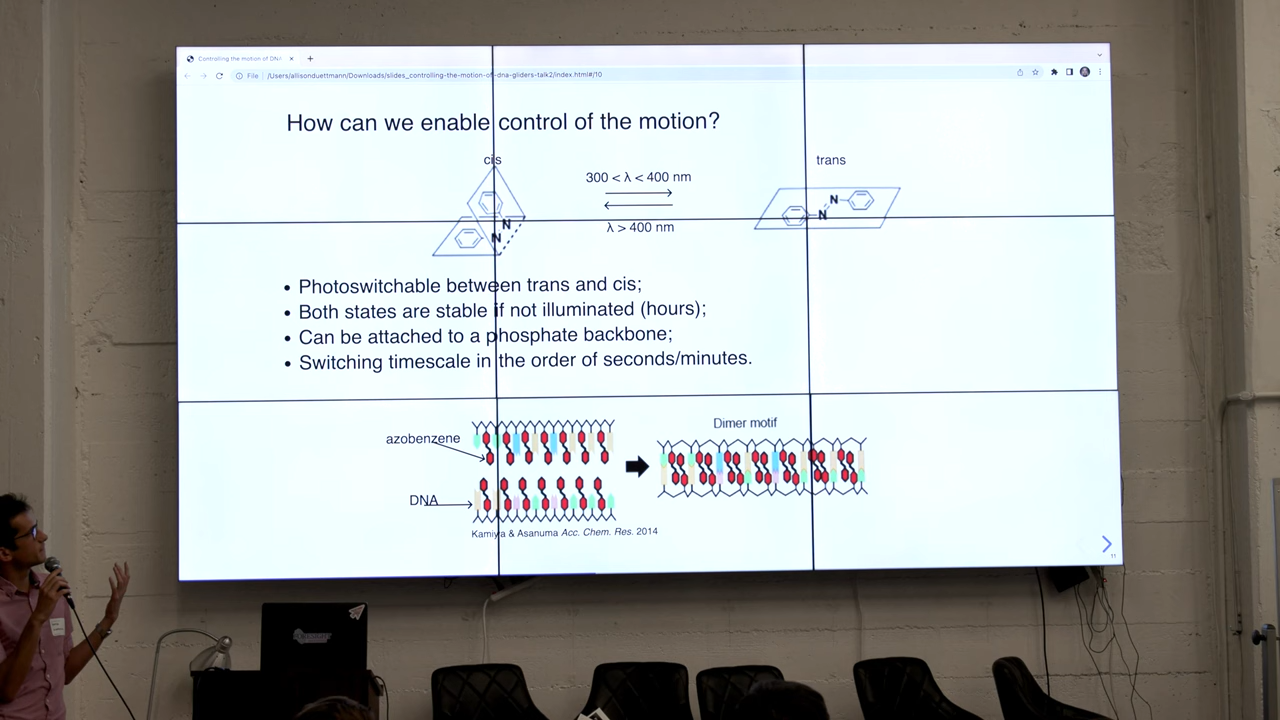 Controlling the motion of DNA
File /Users/allisonduettmann/Downloads/slides_controlling-the-motion-of-dna-gliders-talk2/index.html#/10
How can we enable control of the motion?
cis
300 < λ < 400 nm
trans
N
N
N
N
λ > 400 nm
• Photoswitchable between trans and cis;
• Both states are stable if not illuminated (hours);
• Can be attached to a phosphate backbone;
• Switching timescale in the order of seconds/minutes.
azobenzene
Dimer motif
DNA
Kamiya & Asanuma Acc. Chem. Res. 2014
11